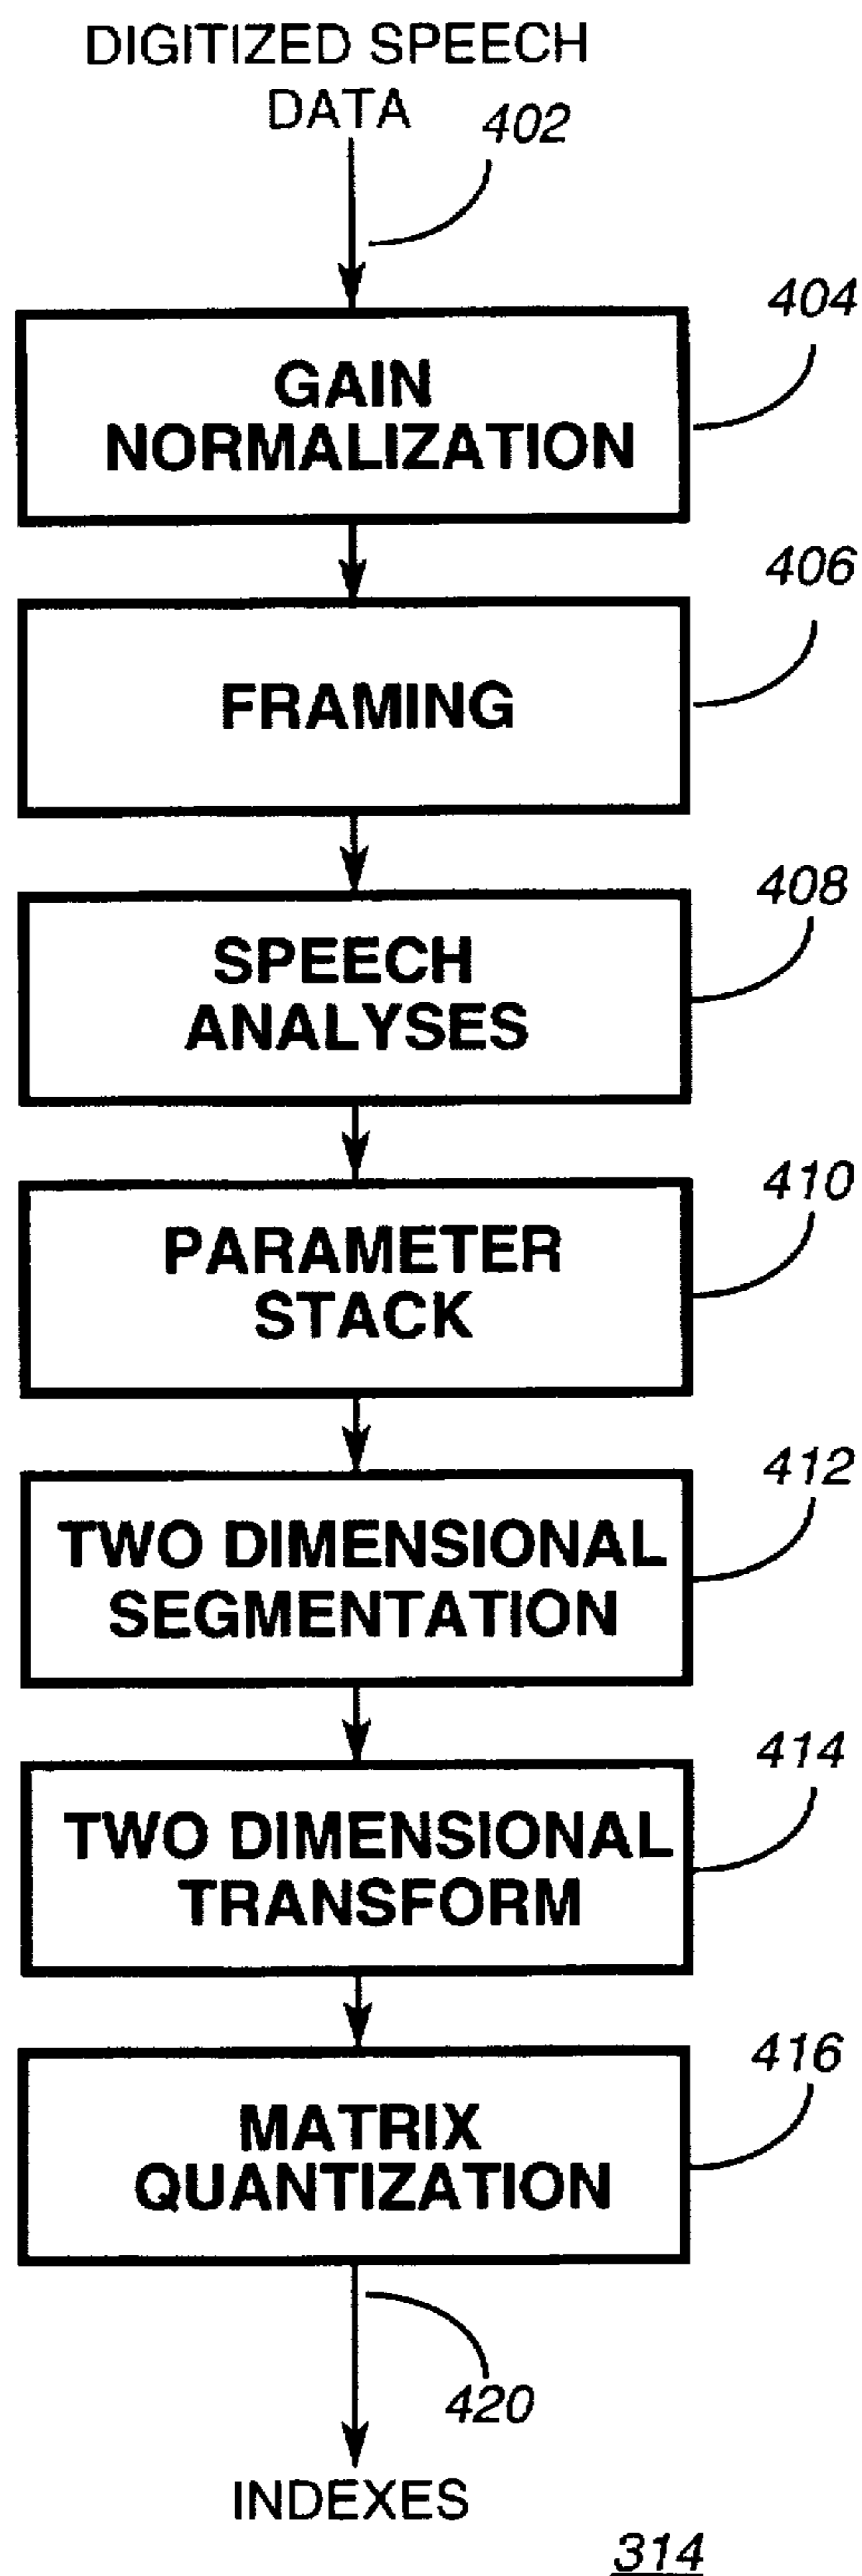 DIGITIZED SPEECH
DATA
402
404
GAIN
NORMALIZATION
406
FRAMING
408
SPEECH
ANALYSES
410
PARAMETER
STACK
412
TWO DIMENSIONAL
SEGMENTATION
414
TWO DIMENSIONAL
TRANSFORM
416
MATRIX
QUANTIZATION
420
INDEXES
314